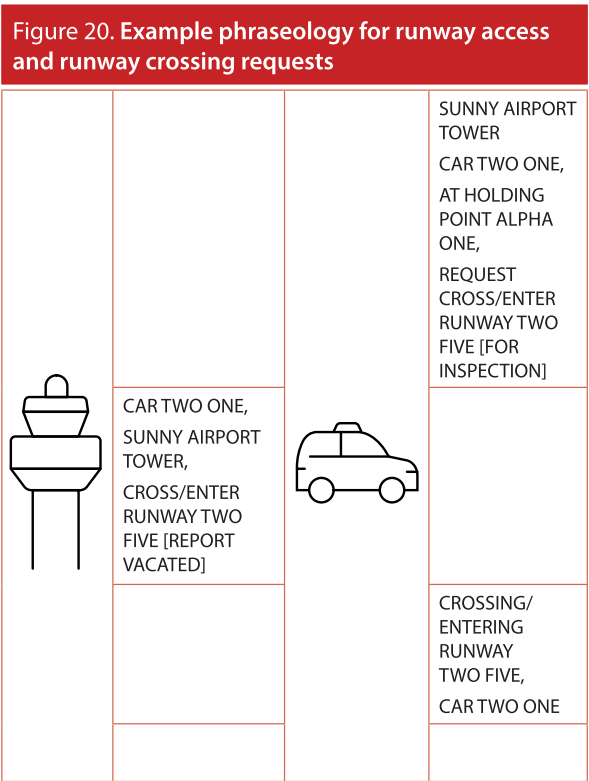 Figure 20. Example phraseology for runway access
and runway crossing requests
SUNNY AIRPORT
TOWER
CAR TWO ONE,
AT HOLDING
POINT ALPHA
ONE,
REQUEST
CROSS/ENTER
RUNWAY TWO
FIVE [FOR
INSPECTION]
CAR TWO ONE,
SUNNY AIRPORT
TOWER,
CROSS/ENTER
RUNWAY TWO
FIVE [REPORT
VACATED]
CROSSING/
ENTERING
RUNWAY
TWO FIVE,
CAR TWO ONE